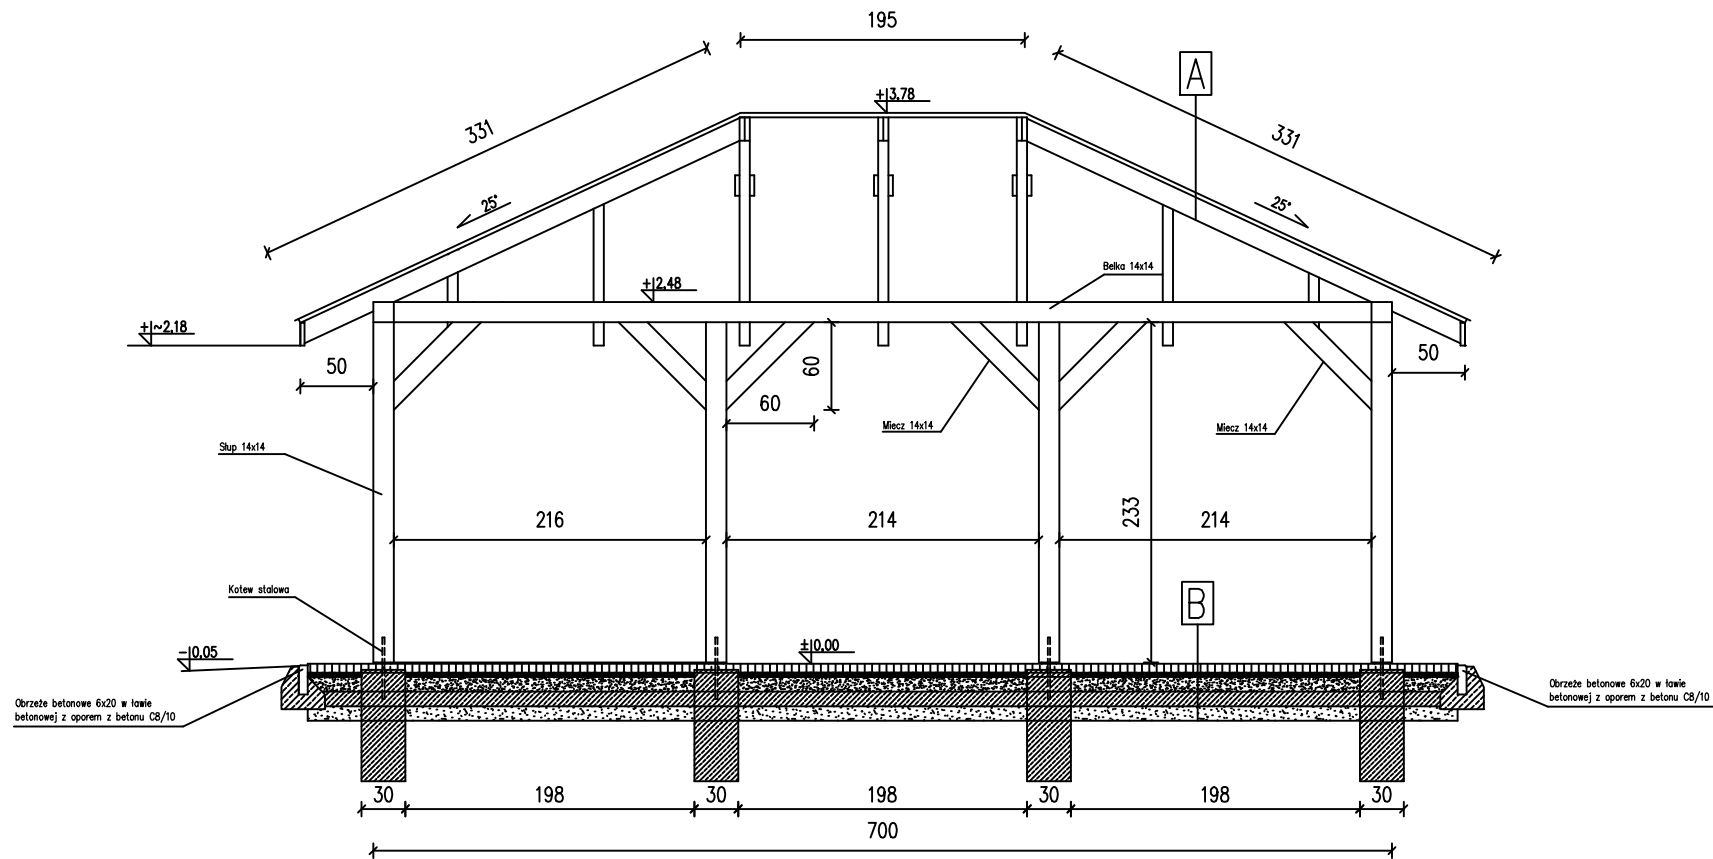 195
A
+|3,78
331
331
25°
25°
Belka 14x14
+|2,48
+|~2,18
50
60
50
60
Miecz 14x14
Miecz 14x14
Słup 14x14
233
216
214
214
Kotew stalowa
B
-|0,05
±|0,00
Obrzeże betonowe 6x20 w ławie
betonowej z oporem z betonu C8/10
Obrzeże betonowe 6x20 w ławie
betonowej z oporem z betonu C8/10
30
198
30
198
30
198
30
700